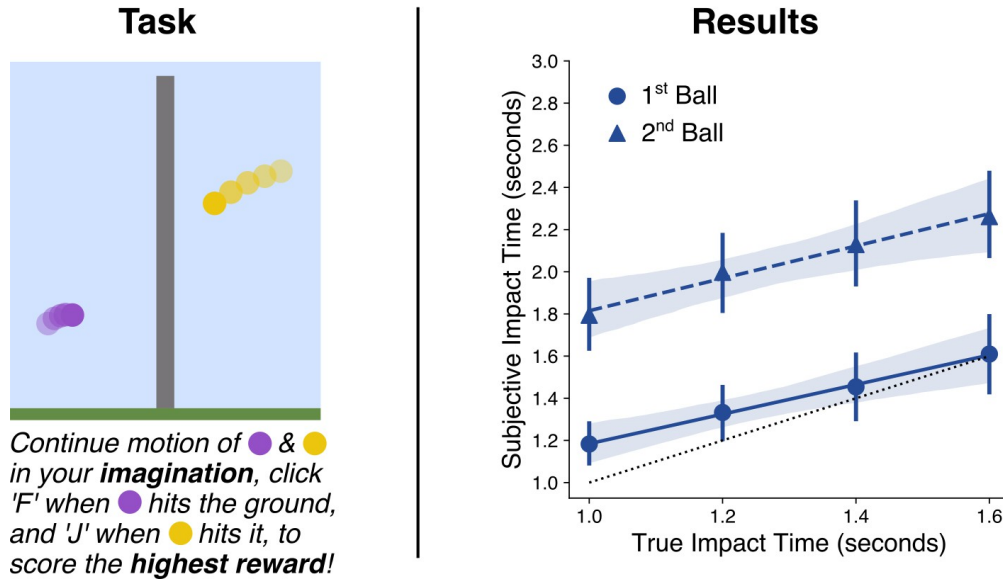 Task
Continue motion of & 
in your imagination, click
'F' when hits the ground,
and 'J' when hits it, to
score the highest reward!
Results
1st Ball
2nd Ball
Subjective Impact Time (seconds)
3.0
2.8
2.6
2.4
2.2
2.0
1.8
1.6
1.4
1.2
1.0
1.0 1.2 1.4 1.6
True Impact Time (seconds)